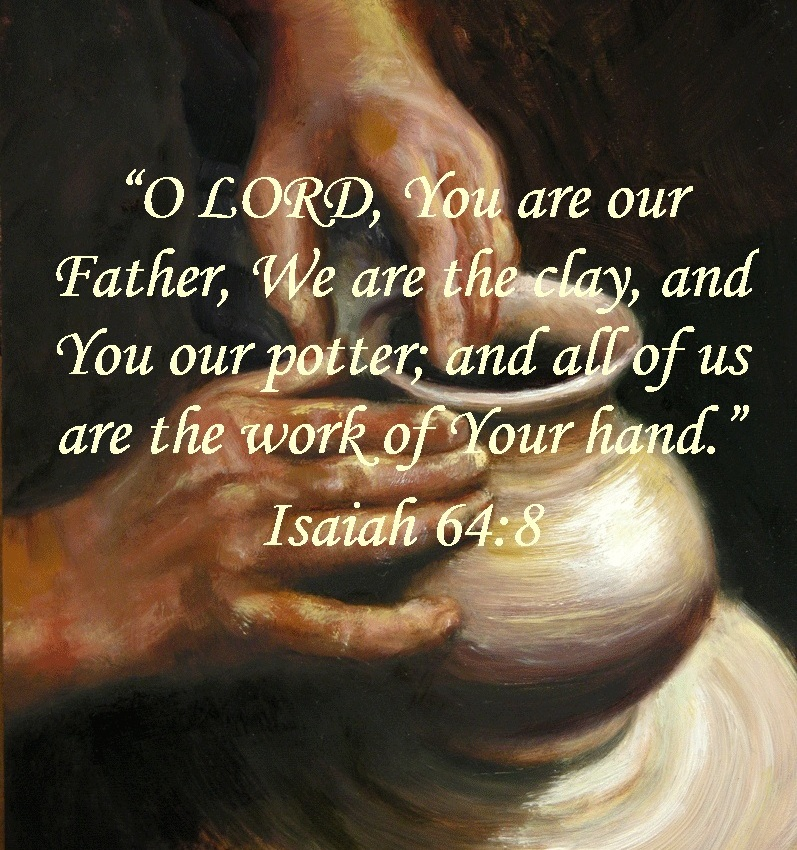 “O LORD, You are our
Father, We are the clay, and
You our potter; and all of us
are the work of Your hand.”
Isaiah 64:8